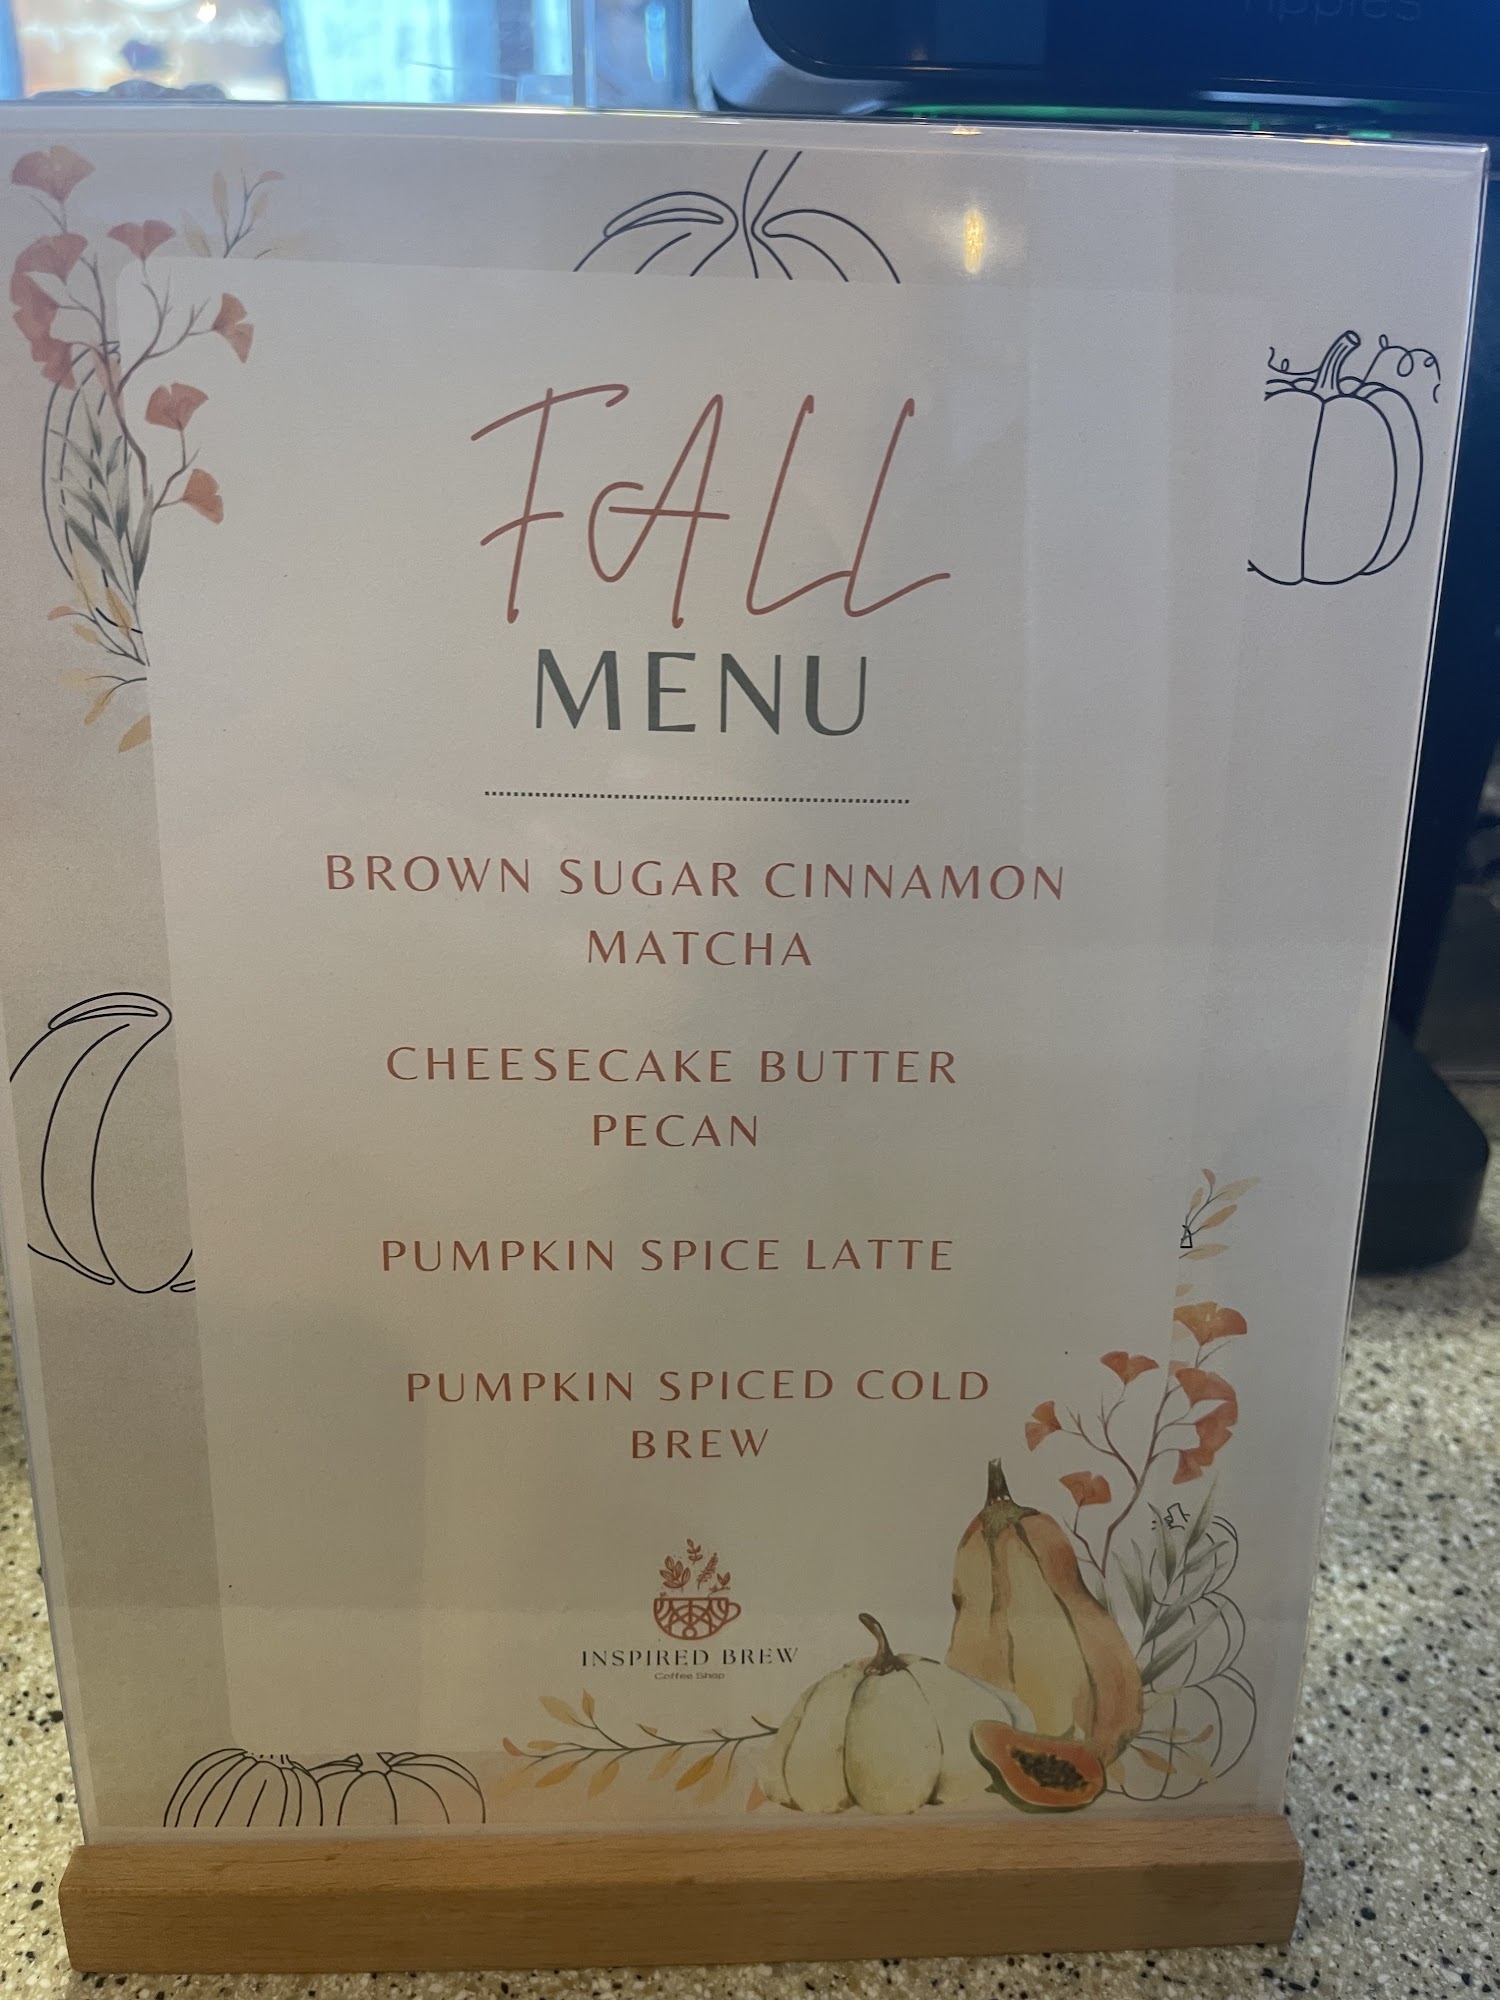 ripples
FALL
MENU
BROWN SUGAR CINNAMON
MATCHA
CHEESECAKE BUTTER
PECAN
PUMPKIN SPICE LATTE
PUMPKIN SPICED COLD
BREW
INSPIRED BREW
Coffee Shop